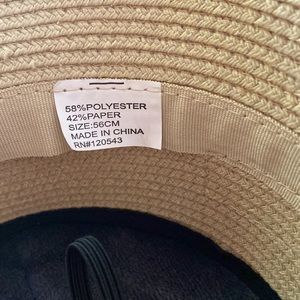 58%POLYESTER
42%PAPER
SIZE:56CM
MADE IN CHINA
RN#120543